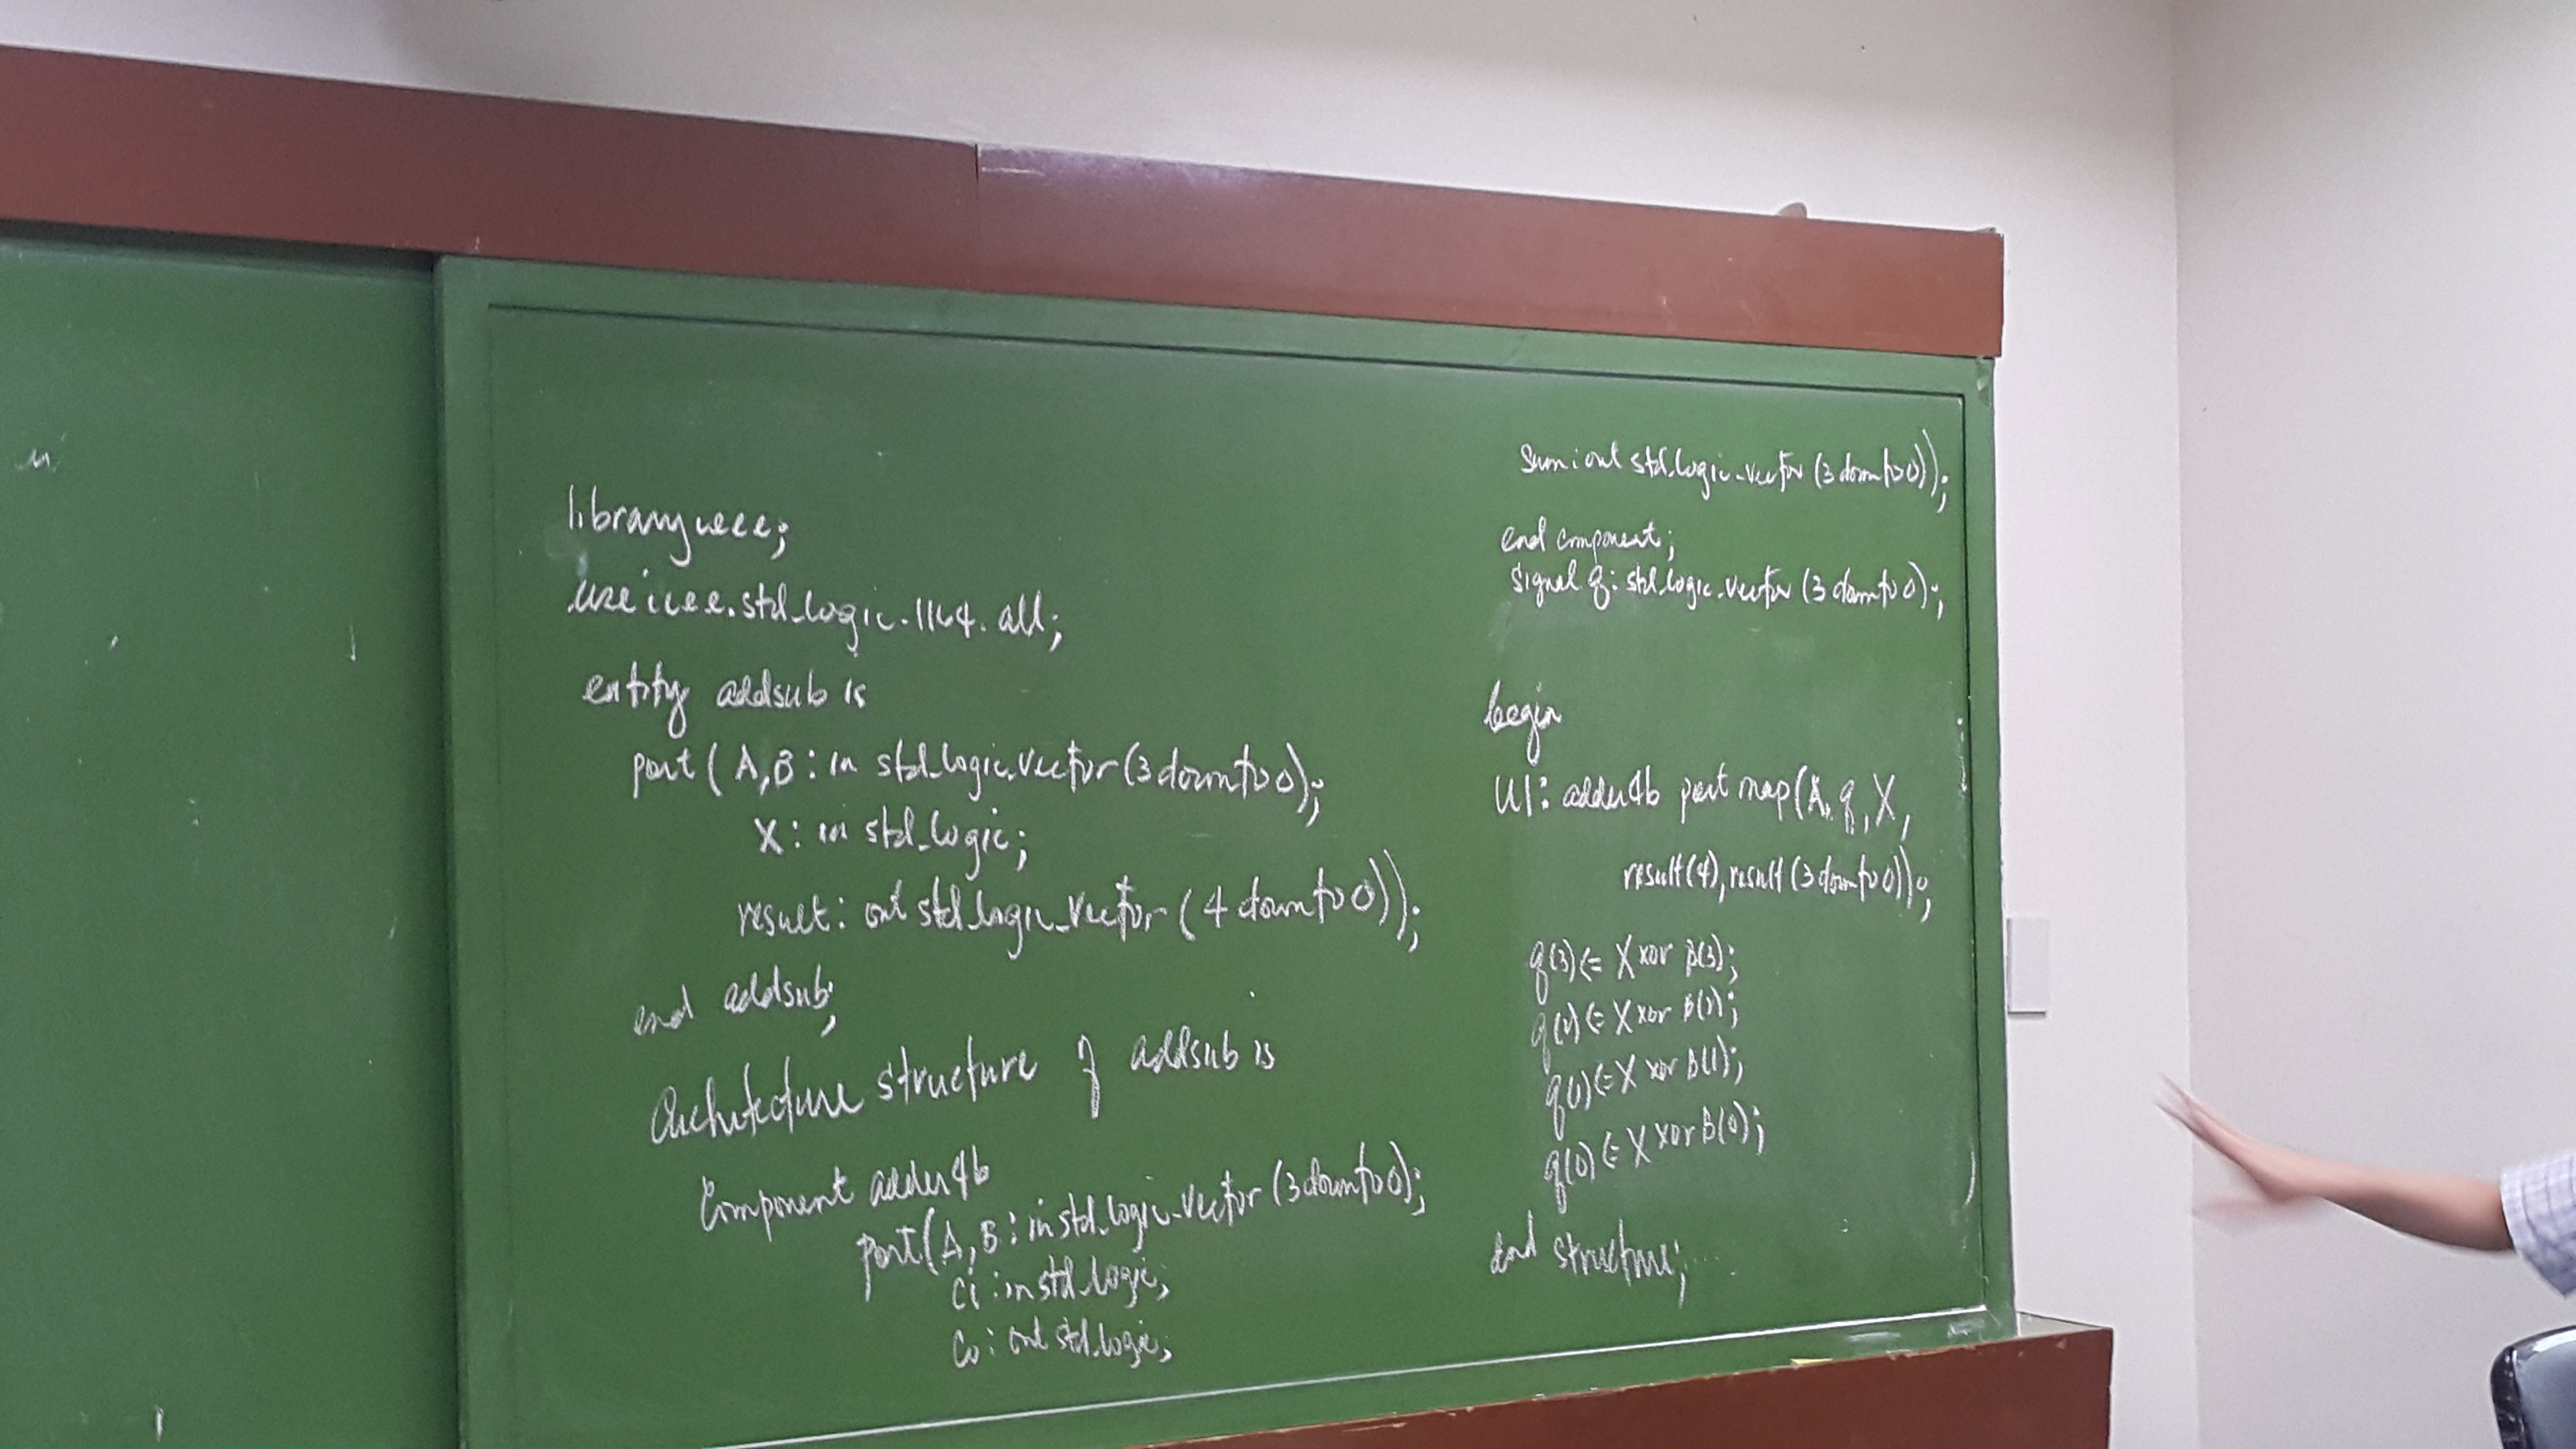 library ieee;
use ieee.std_logic.1164.all;
entity addsub is
port (A,B : in std_logic_vector (3 downto 0);
X : in std_logic;
result : out std_logic_vector (4 downto 0));
end addsub;
Architecture structure of addsub is
Component adder4b
port (A,B : in std_logic_vector (3 downto 0);
Ci : in std_logic;
Co : out std_logic;
Sum : out std_logic_vector (3 downto 0));
end component;
Signal q : std_logic_vector (3 downto 0);
begin
U1 : adder4b port map (A, q, X,
result(4), result (3 downto 0));
q(3) <= X xor B(3);
q(2) <= X xor B(2);
q(1) <= X xor B(1);
q(0) <= X xor B(0);
end structure;